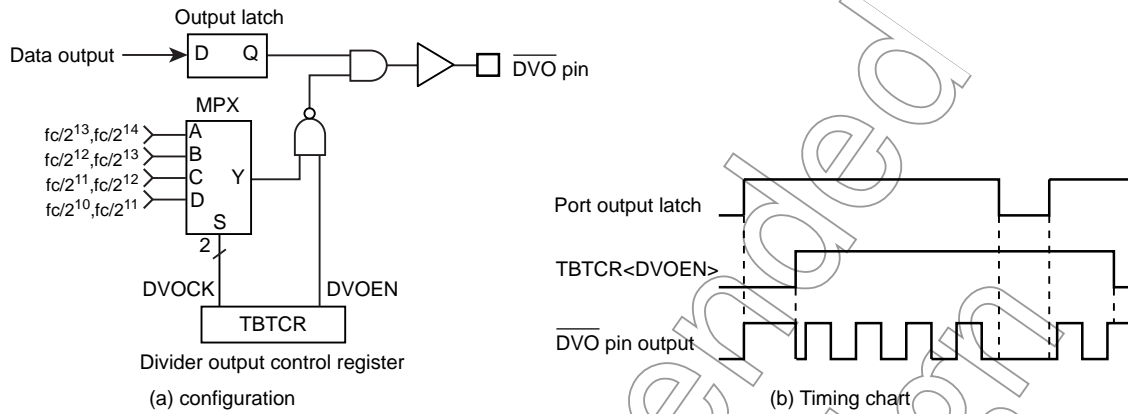 Output latch
Data output
D Q
DVO pin
MPX
fc/2^13,fc/2^14
A
fc/2^12,fc/2^13
B
fc/2^11,fc/2^12
C
fc/2^10,fc/2^11
D
Y
S
2
DVOCK
DVOEN
TBTCR
Divider output control register
(a) configuration
Port output latch
TBTCR<DVOEN>
DVO pin output
(b) Timing chart